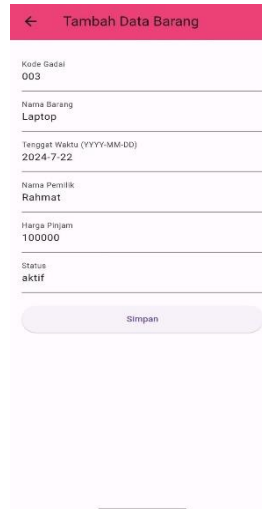 Tambah Data Barang
Kode Gadai
003
Nama Barang
Laptop
Tenggat Waktu (YYYY-MM-DD)
2024-7-22
Nama Pemilik
Rahmat
Harga Pinjam
100000
Status
aktif
Simpan